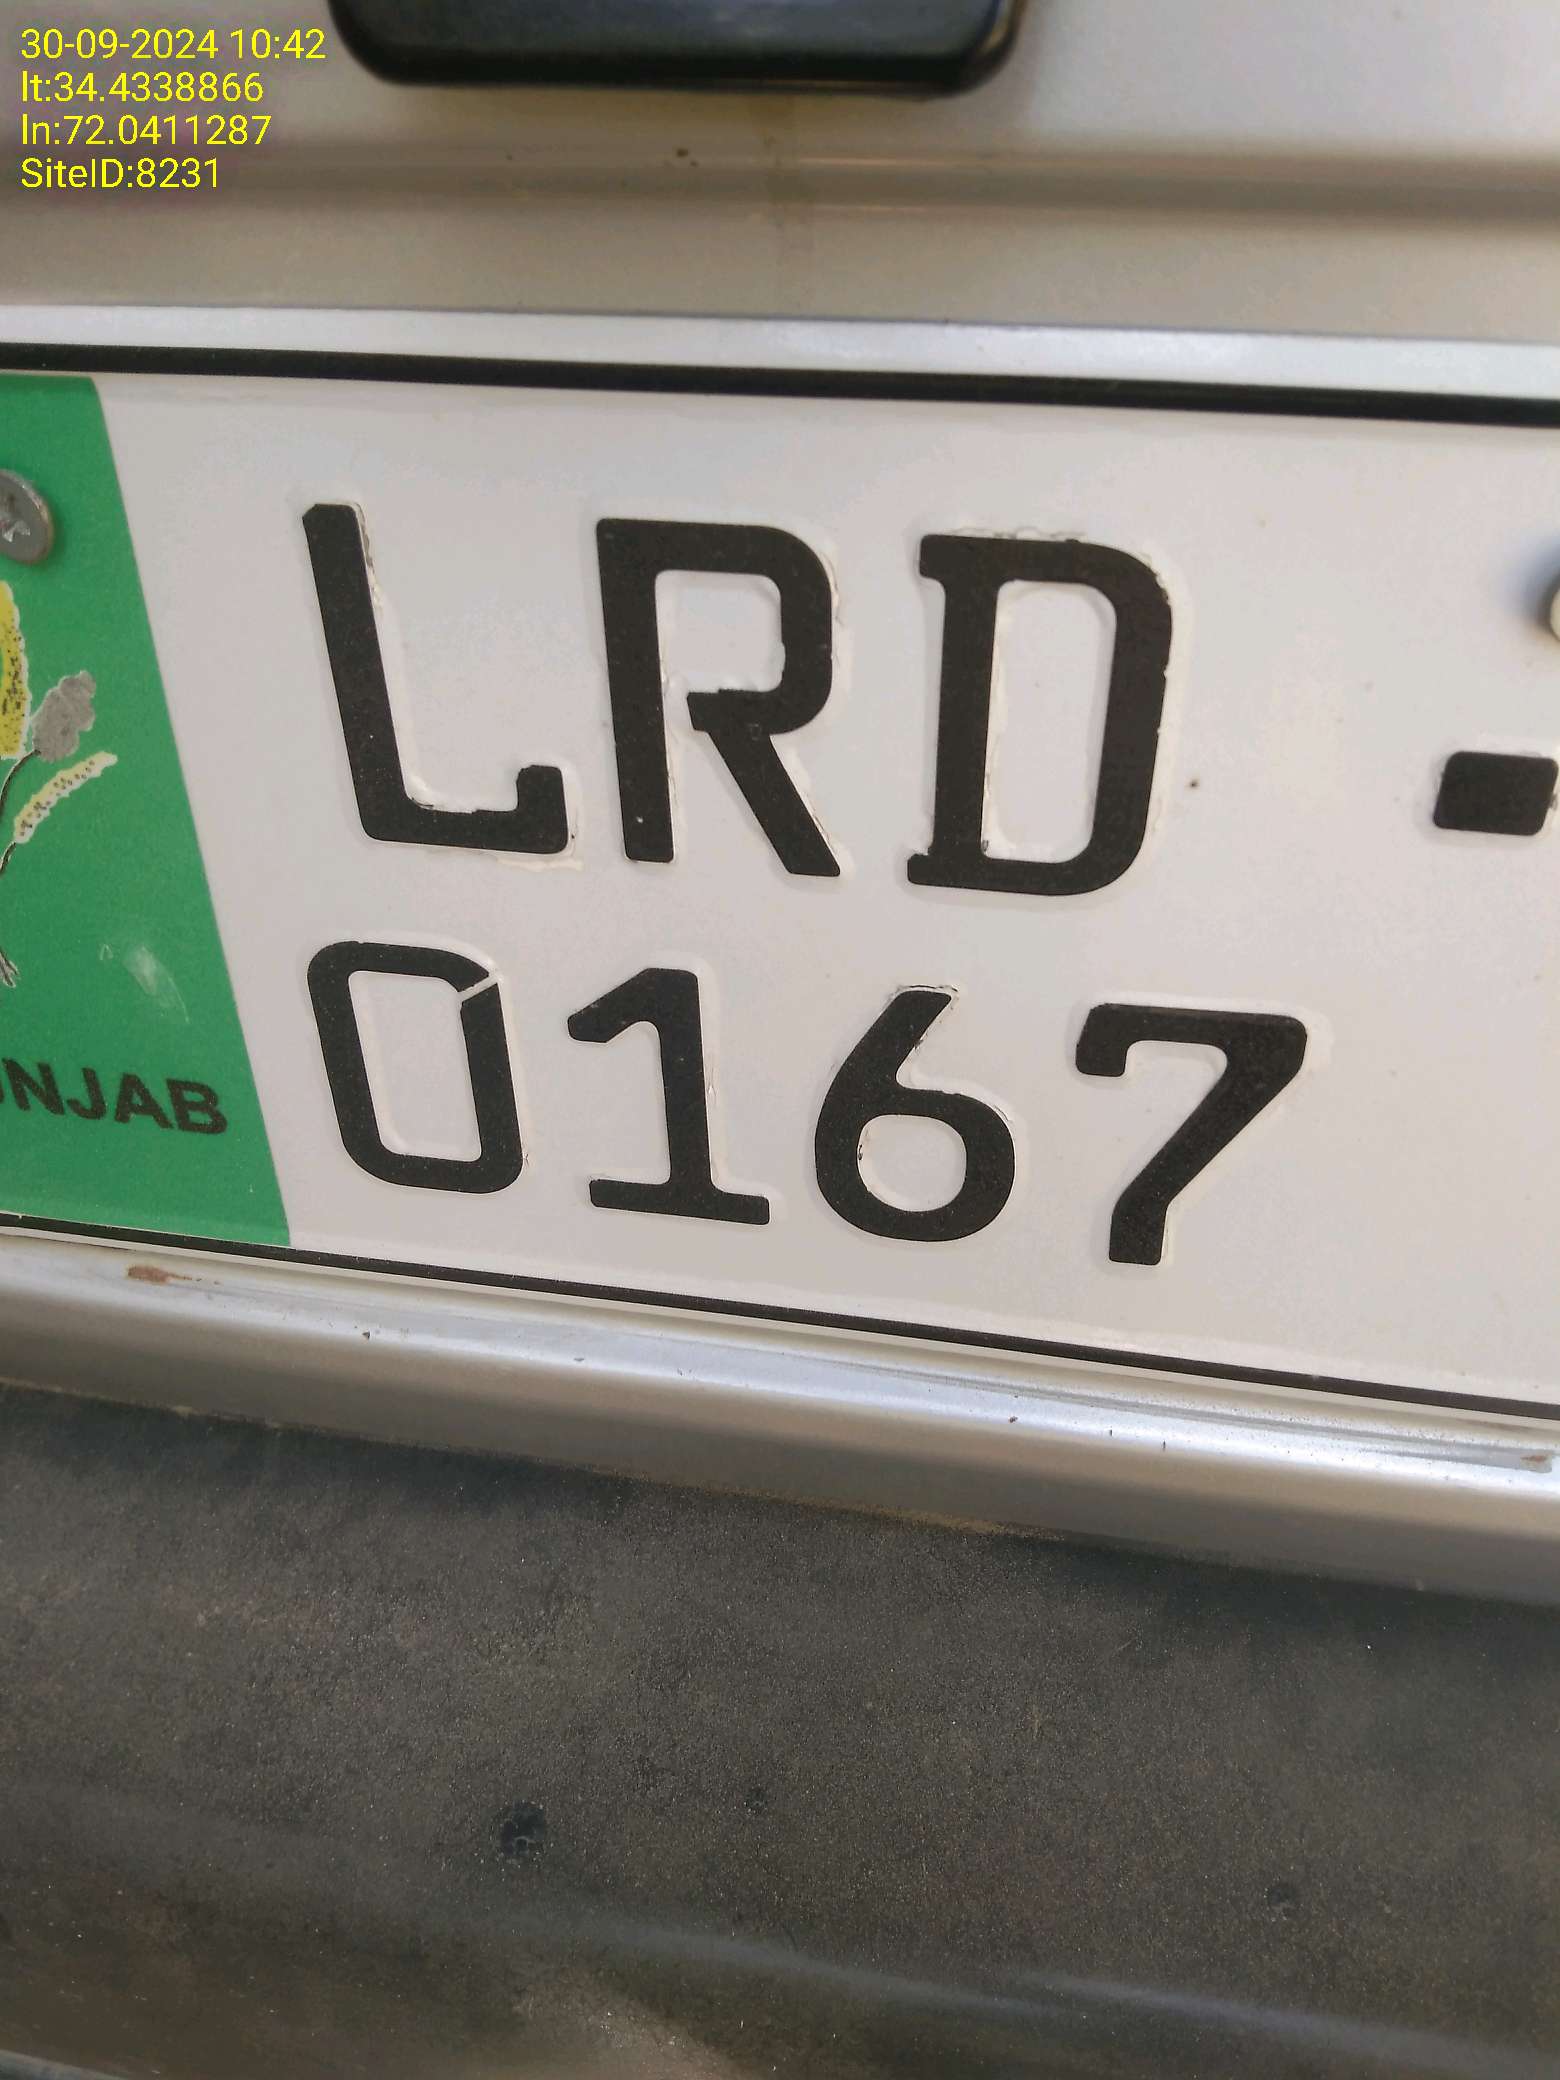 30-09-2024 10:42
lt:34.4338866
ln:72.0411287
SiteID:8231
LRD -
0167
NJAB